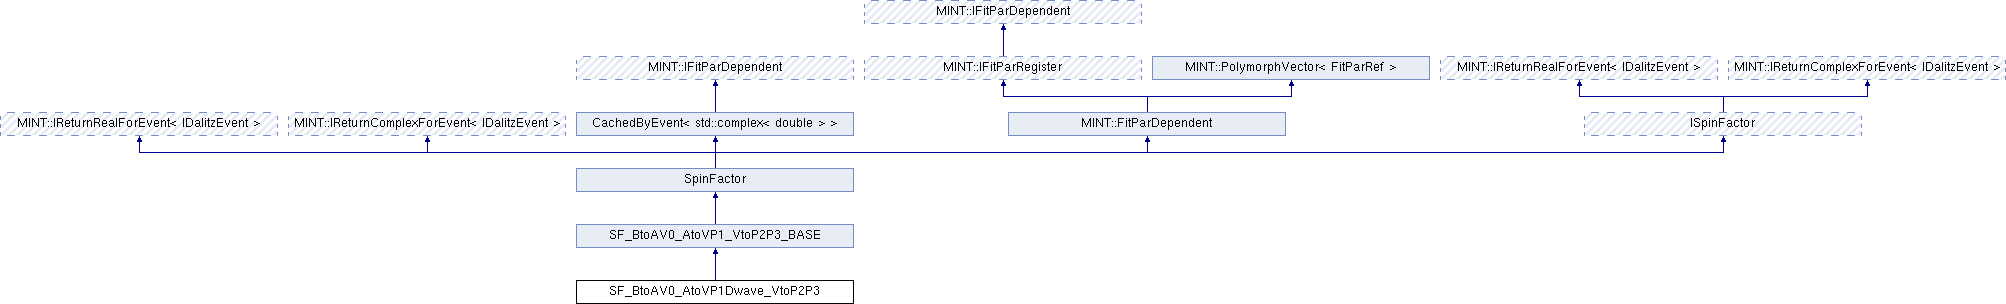 MINT::IFitParDependent
MINT::IFitParDependent
MINT::IFitParRegister
MINT::PolymorphVector< FitParRef >
MINT::IReturnRealForEvent< IDalitzEvent >
MINT::IReturnComplexForEvent< IDalitzEvent >
MINT::IReturnRealForEvent< IDalitzEvent >
MINT::IReturnComplexForEvent< IDalitzEvent >
CachedByEvent< std::complex< double > >
MINT::FitParDependent
ISpinFactor
SpinFactor
SF_BtoAV0_AtoVP1_VtoP2P3_BASE
SF_BtoAV0_AtoVP1Dwave_VtoP2P3